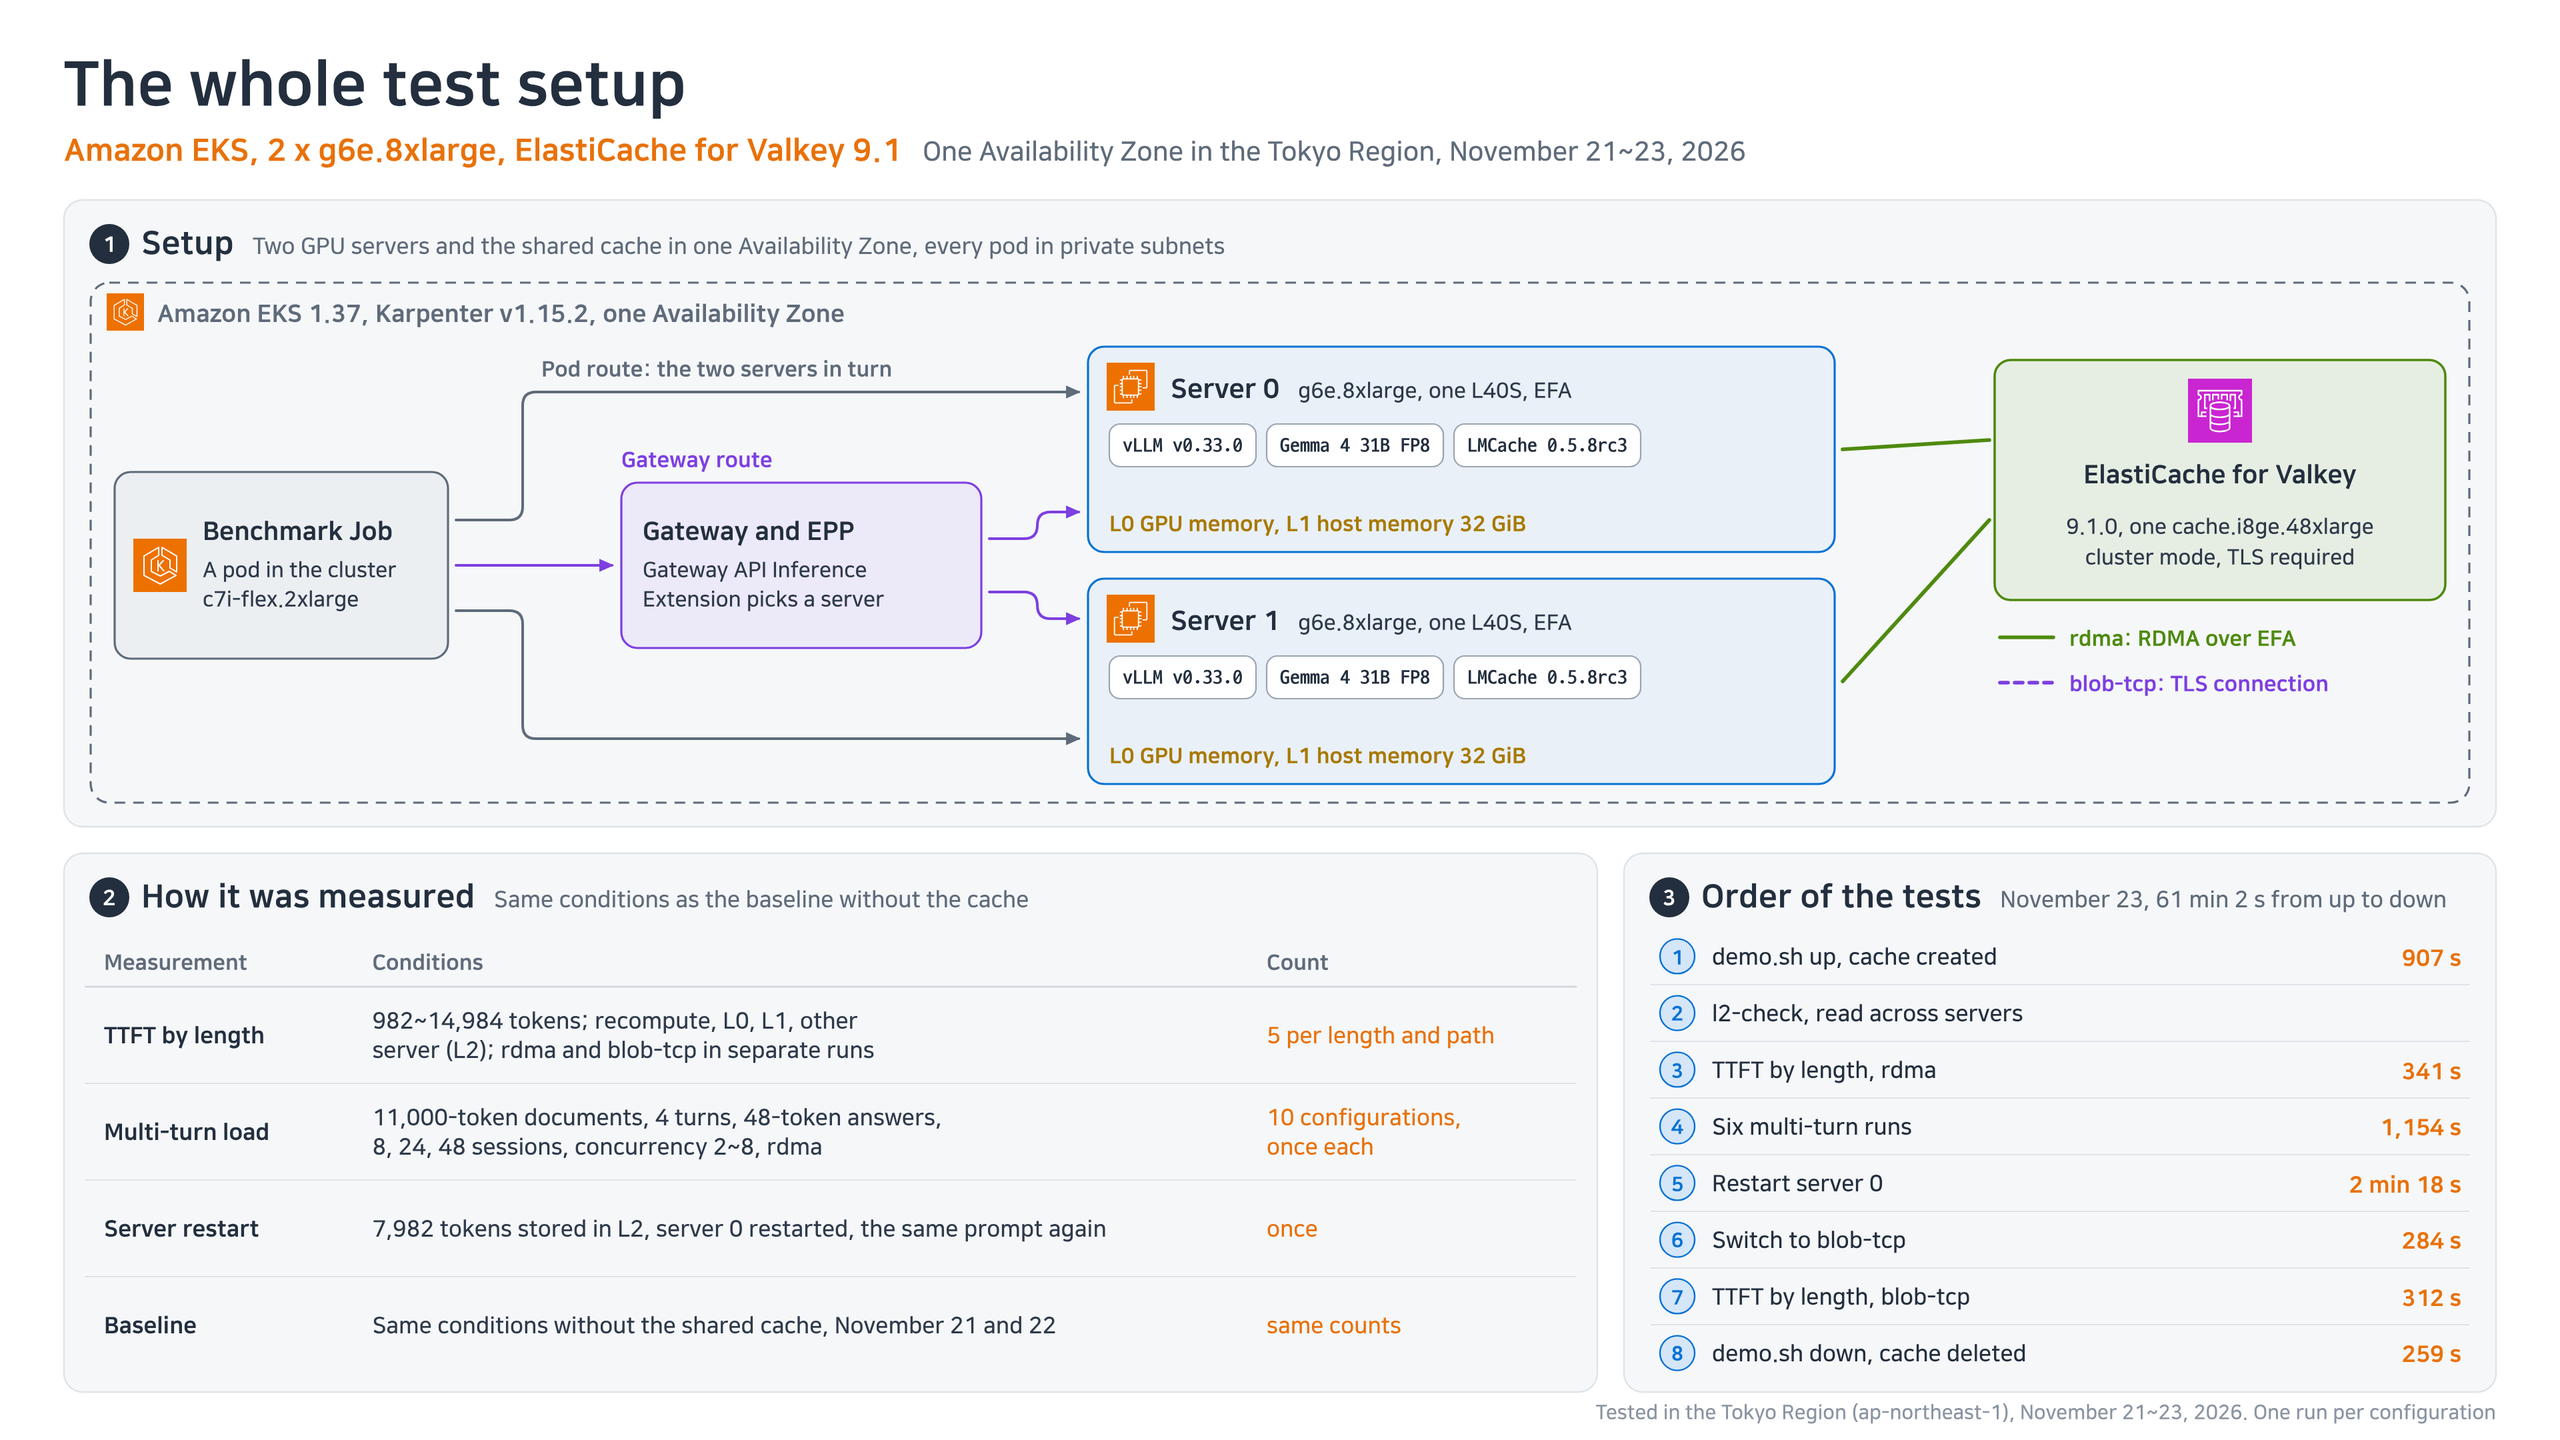 The whole test setup
Amazon EKS, 2 x g6e.8xlarge, ElastiCache for Valkey 9.1 One Availability Zone in the Tokyo Region, November 21~23, 2026
1 Setup Two GPU servers and the shared cache in one Availability Zone, every pod in private subnets
Amazon EKS 1.37, Karpenter v1.15.2, one Availability Zone
Pod route: the two servers in turn
Gateway route
Benchmark Job
A pod in the cluster
c7i-flex.2xlarge
Gateway and EPP
Gateway API Inference
Extension picks a server
Server 0 g6e.8xlarge, one L40S, EFA
vLLM v0.33.0 Gemma 4 31B FP8 LMCache 0.5.8rc3
L0 GPU memory, L1 host memory 32 GiB
Server 1 g6e.8xlarge, one L40S, EFA
vLLM v0.33.0 Gemma 4 31B FP8 LMCache 0.5.8rc3
L0 GPU memory, L1 host memory 32 GiB
ElastiCache for Valkey
9.1.0, one cache.i8ge.48xlarge
cluster mode, TLS required
rdma: RDMA over EFA
blob-tcp: TLS connection
2 How it was measured Same conditions as the baseline without the cache
Measurement Conditions Count
TTFT by length
982~14,984 tokens; recompute, L0, L1, other
server (L2); rdma and blob-tcp in separate runs
5 per length and path
Multi-turn load
11,000-token documents, 4 turns, 48-token answers,
8, 24, 48 sessions, concurrency 2~8, rdma
10 configurations,
once each
Server restart 7,982 tokens stored in L2, server 0 restarted, the same prompt again once
Baseline Same conditions without the shared cache, November 21 and 22 same counts
3 Order of the tests November 23, 61 min 2 s from up to down
1 demo.sh up, cache created 907 s
2 l2-check, read across servers
3 TTFT by length, rdma 341 s
4 Six multi-turn runs 1,154 s
5 Restart server 0 2 min 18 s
6 Switch to blob-tcp 284 s
7 TTFT by length, blob-tcp 312 s
8 demo.sh down, cache deleted 259 s
Tested in the Tokyo Region (ap-northeast-1), November 21~23, 2026. One run per configuration